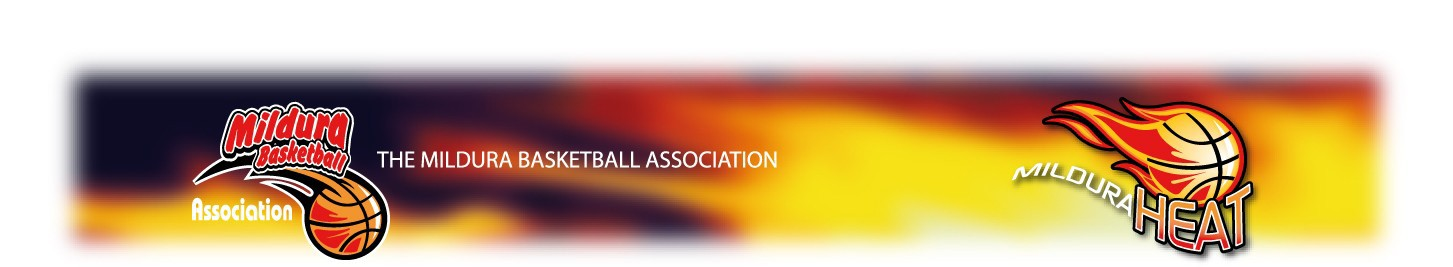 Mildura
Basketball
Association
THE MILDURA BASKETBALL ASSOCIATION
MILDURA
HEAT